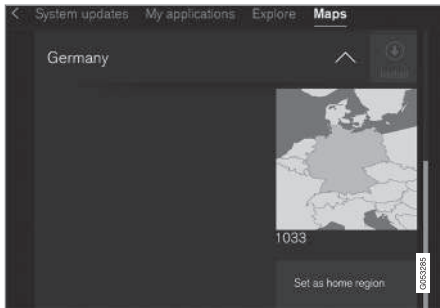 System updates My applications Explore Maps
Germany
1033
Set as home region
G053285